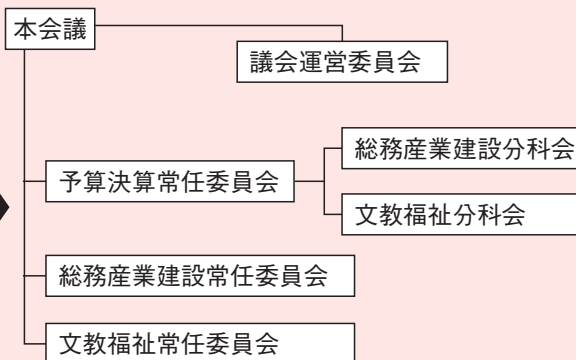 本会議
議会運営委員会
予算決算常任委員会
総務産業建設分科会
文教福祉分科会
総務産業建設常任委員会
文教福祉常任委員会